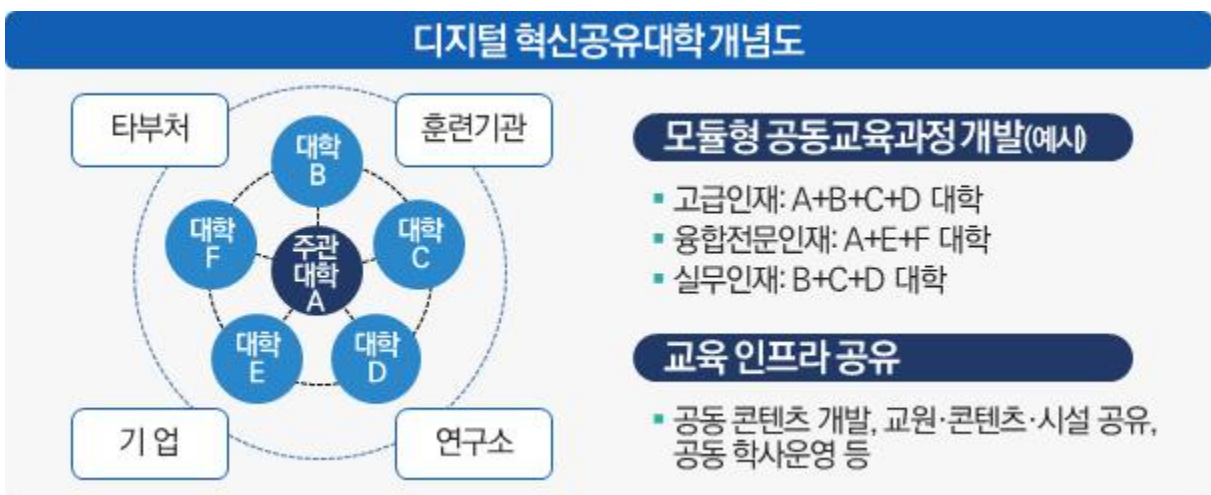 디지털 혁신공유대학 개념도
타부처
훈련기관
대학
B
대학
F
주관
대학
A
대학
C
대학
E
대학
D
기 업
연구소
모듈형 공동교육과정 개발(예시)
▪ 고급인재: A+B+C+D 대학
▪ 융합전문인재: A+E+F 대학
▪ 실무인재: B+C+D 대학
교육 인프라 공유
▪ 공동 콘텐츠 개발, 교원·콘텐츠·시설 공유,
공동 학사운영 등